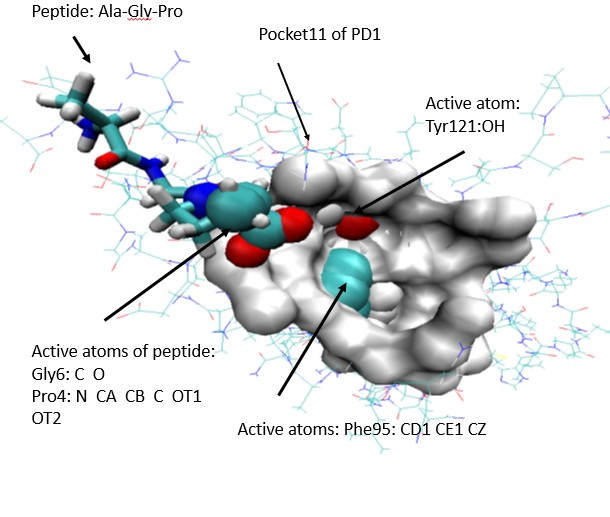 Peptide: Ala-Gly-Pro
Pocket11 of PD1
Active atom:
Tyr121:OH
Active atoms of peptide:
Gly6: C O
Pro4: N CA CB C OT1
OT2
Active atoms: Phe95: CD1 CE1 CZ